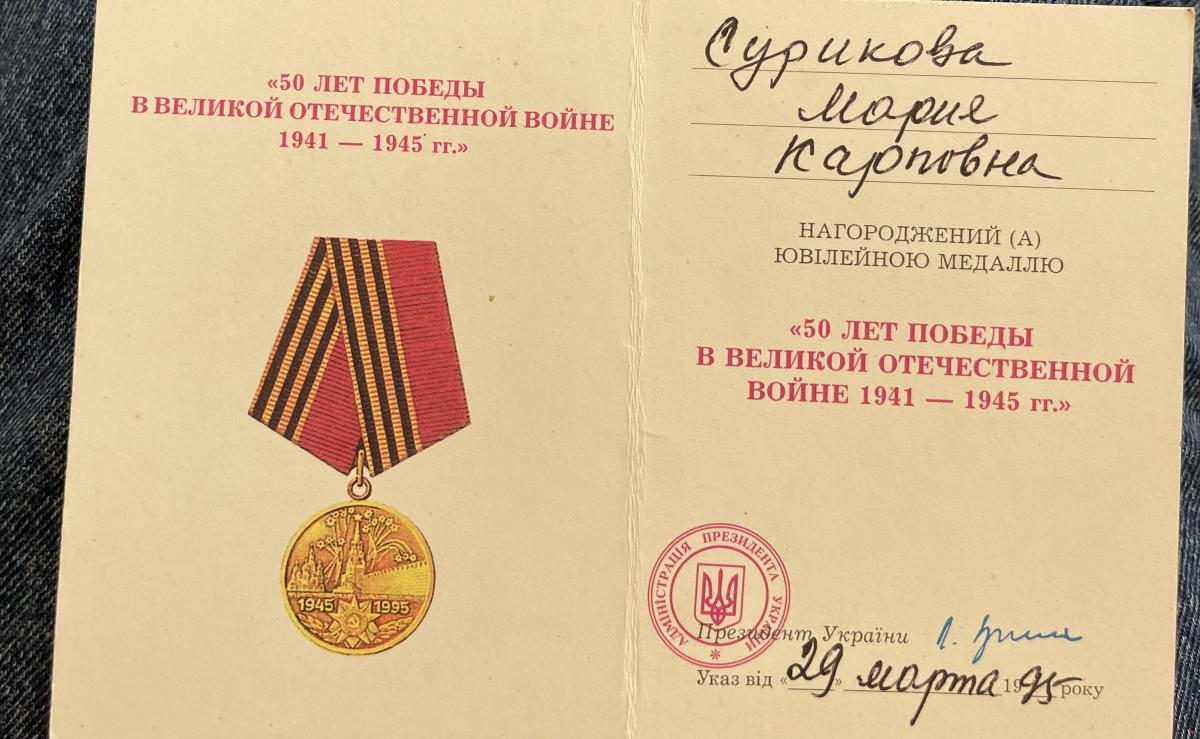 «50 ЛЕТ ПОБЕДЫ
В ВЕЛИКОЙ ОТЕЧЕСТВЕННОЙ ВОЙНЕ
1941 — 1945 гг.»
1945 1995
Сурикова
Мария
Карповна
НАГОРОДЖЕНИЙ (А)
ЮВІЛЕЙНОЮ МЕДАЛЛЮ
«50 ЛЕТ ПОБЕДЫ
В ВЕЛИКОЙ ОТЕЧЕСТВЕННОЙ
ВОЙНЕ 1941 — 1945 гг.»
АДМІНІСТРАЦІЯ ПРЕЗИДЕНТА УКРАЇНИ
Президент України
Указ від «29» марта 1995 року